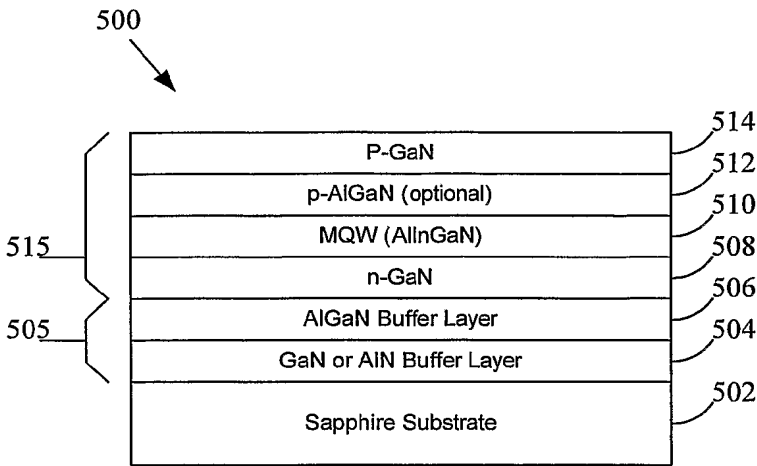 500
514
P-GaN
512
p-AlGaN (optional)
510
MQW (AlInGaN)
515
508
n-GaN
506
AlGaN Buffer Layer
505
504
GaN or AlN Buffer Layer
502
Sapphire Substrate